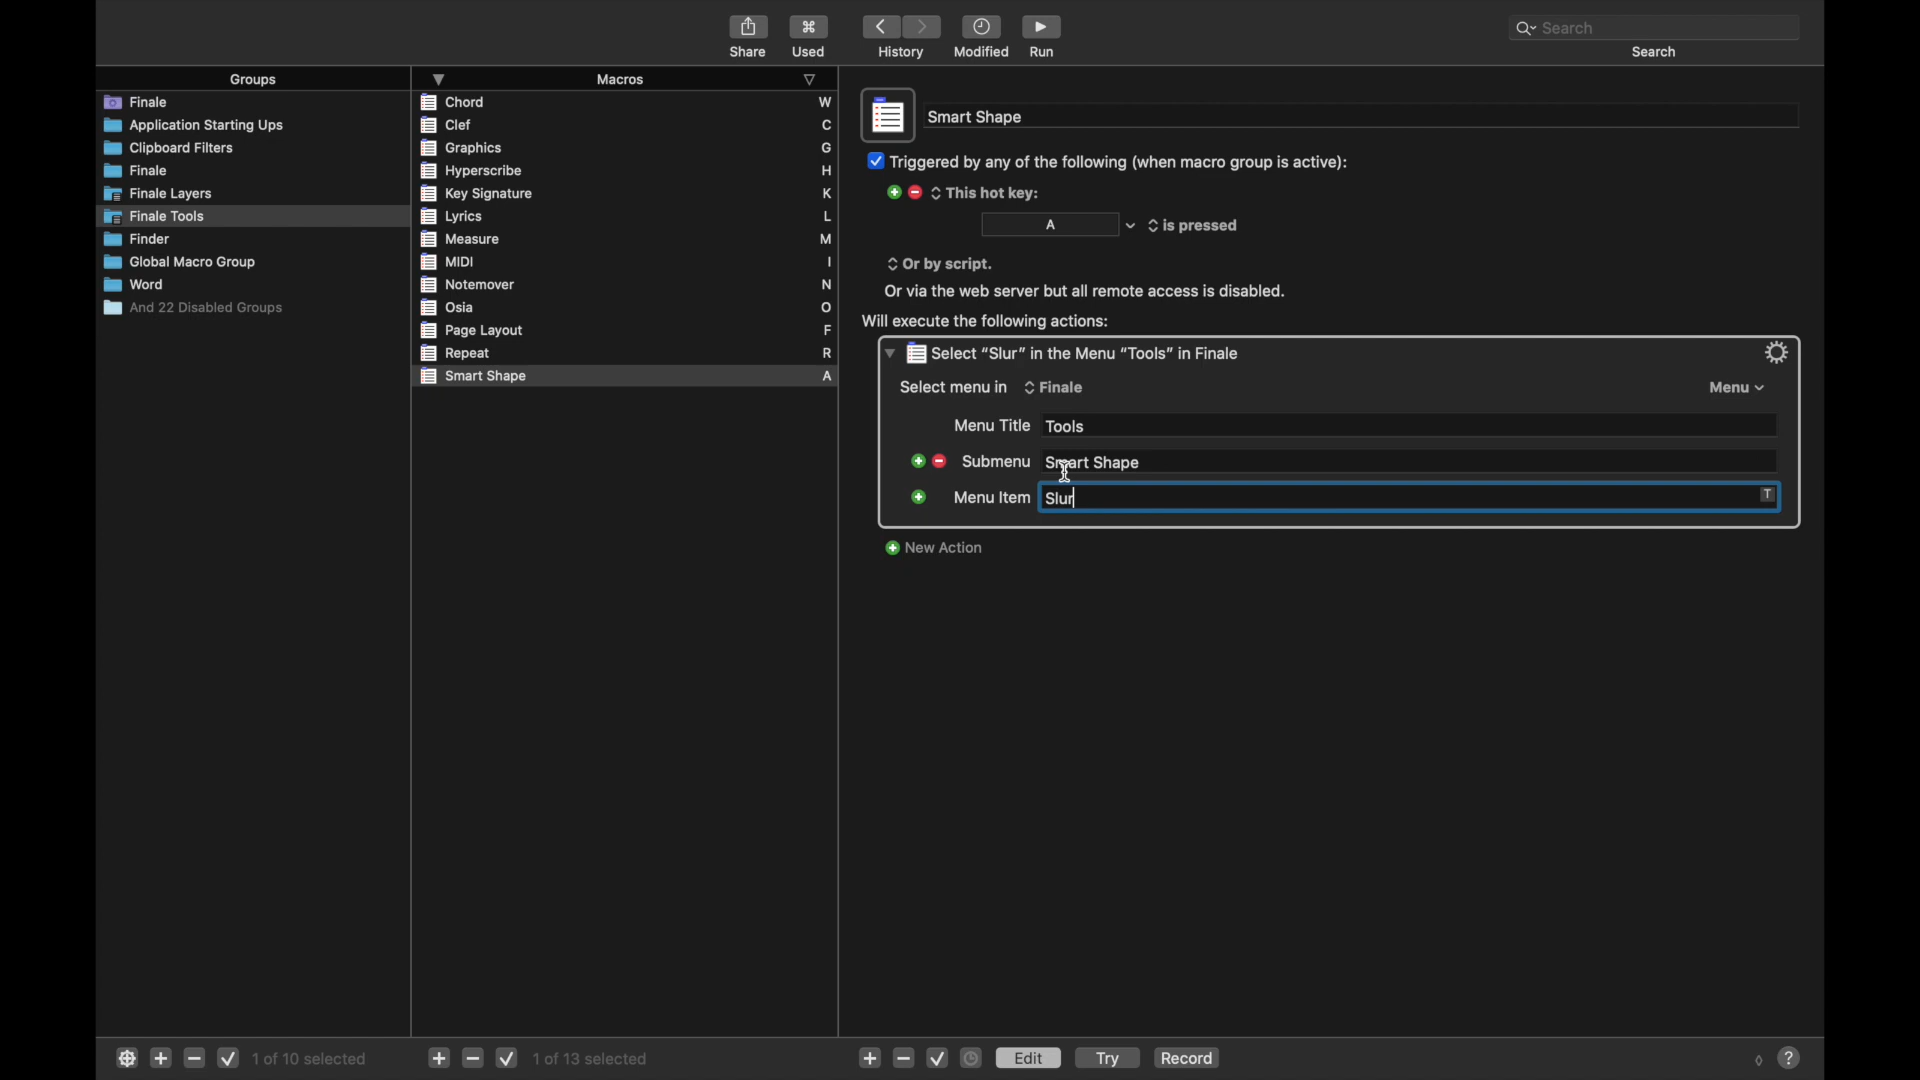 Share
Used
History
Modified
Run
Search
Search
Groups
Macros
Finale
Application Starting Ups
Clipboard Filters
Finale
Finale Layers
Finale Tools
Finder
Global Macro Group
Word
And 22 Disabled Groups
Chord W
Clef C
Graphics G
Hyperscribe H
Key Signature K
Lyrics L
Measure M
MIDI I
Notemover N
Osia O
Page Layout F
Repeat R
Smart Shape A
Smart Shape
Triggered by any of the following (when macro group is active):
This hot key:
A is pressed
Or by script.
Or via the web server but all remote access is disabled.
Will execute the following actions:
Select “Slur” in the Menu “Tools” in Finale
Select menu in Finale Menu
Menu Title Tools
Submenu Smart Shape
Menu Item Slur T
New Action
1 of 10 selected
1 of 13 selected
Edit
Try
Record
?